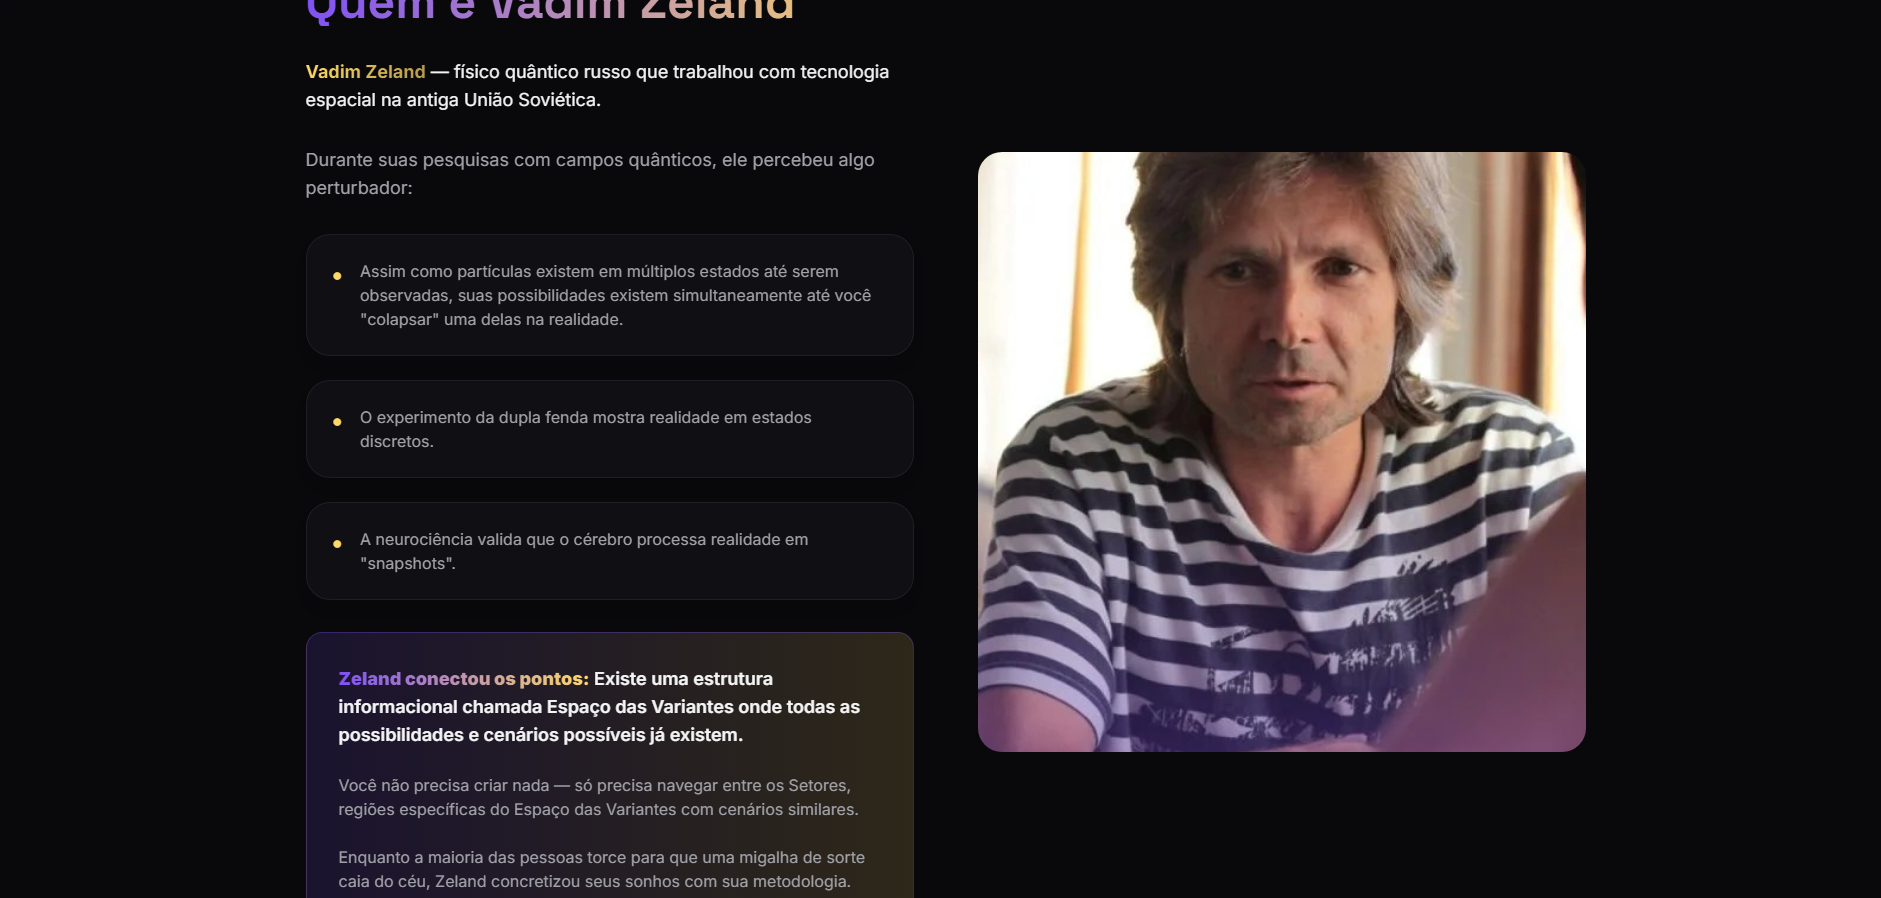 Quem é Vadim Zeland
Vadim Zeland — físico quântico russo que trabalhou com tecnologia
espacial na antiga União Soviética.
Durante suas pesquisas com campos quânticos, ele percebeu algo
perturbador:
Assim como partículas existem em múltiplos estados até serem
observadas, suas possibilidades existem simultaneamente até você
"colapsar" uma delas na realidade.
O experimento da dupla fenda mostra realidade em estados
discretos.
A neurociência valida que o cérebro processa realidade em
"snapshots".
Zeland conectou os pontos: Existe uma estrutura
informacional chamada Espaço das Variantes onde todas as
possibilidades e cenários possíveis já existem.
Você não precisa criar nada — só precisa navegar entre os Setores,
regiões específicas do Espaço das Variantes com cenários similares.
Enquanto a maioria das pessoas torce para que uma migalha de sorte
caia do céu, Zeland concretizou seus sonhos com sua metodologia.